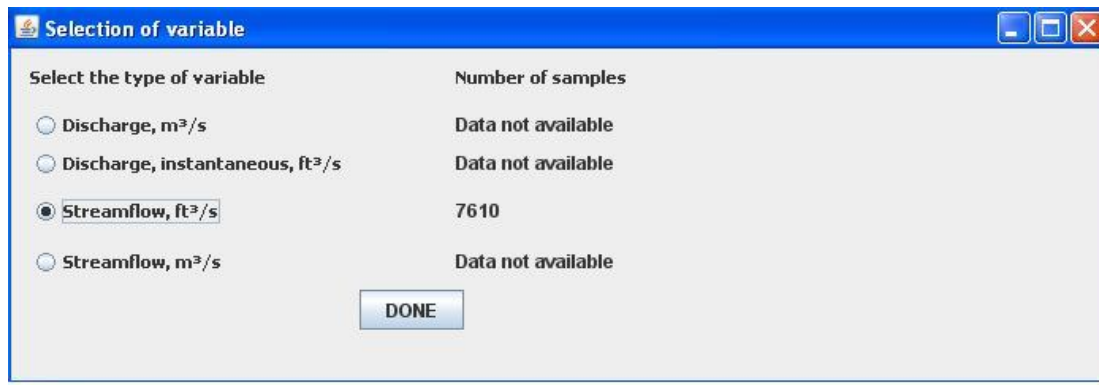 Selection of variable
Select the type of variable Number of samples
Discharge, m³/s Data not available
Discharge, instantaneous, ft³/s Data not available
Streamflow, ft³/s 7610
Streamflow, m³/s Data not available
DONE